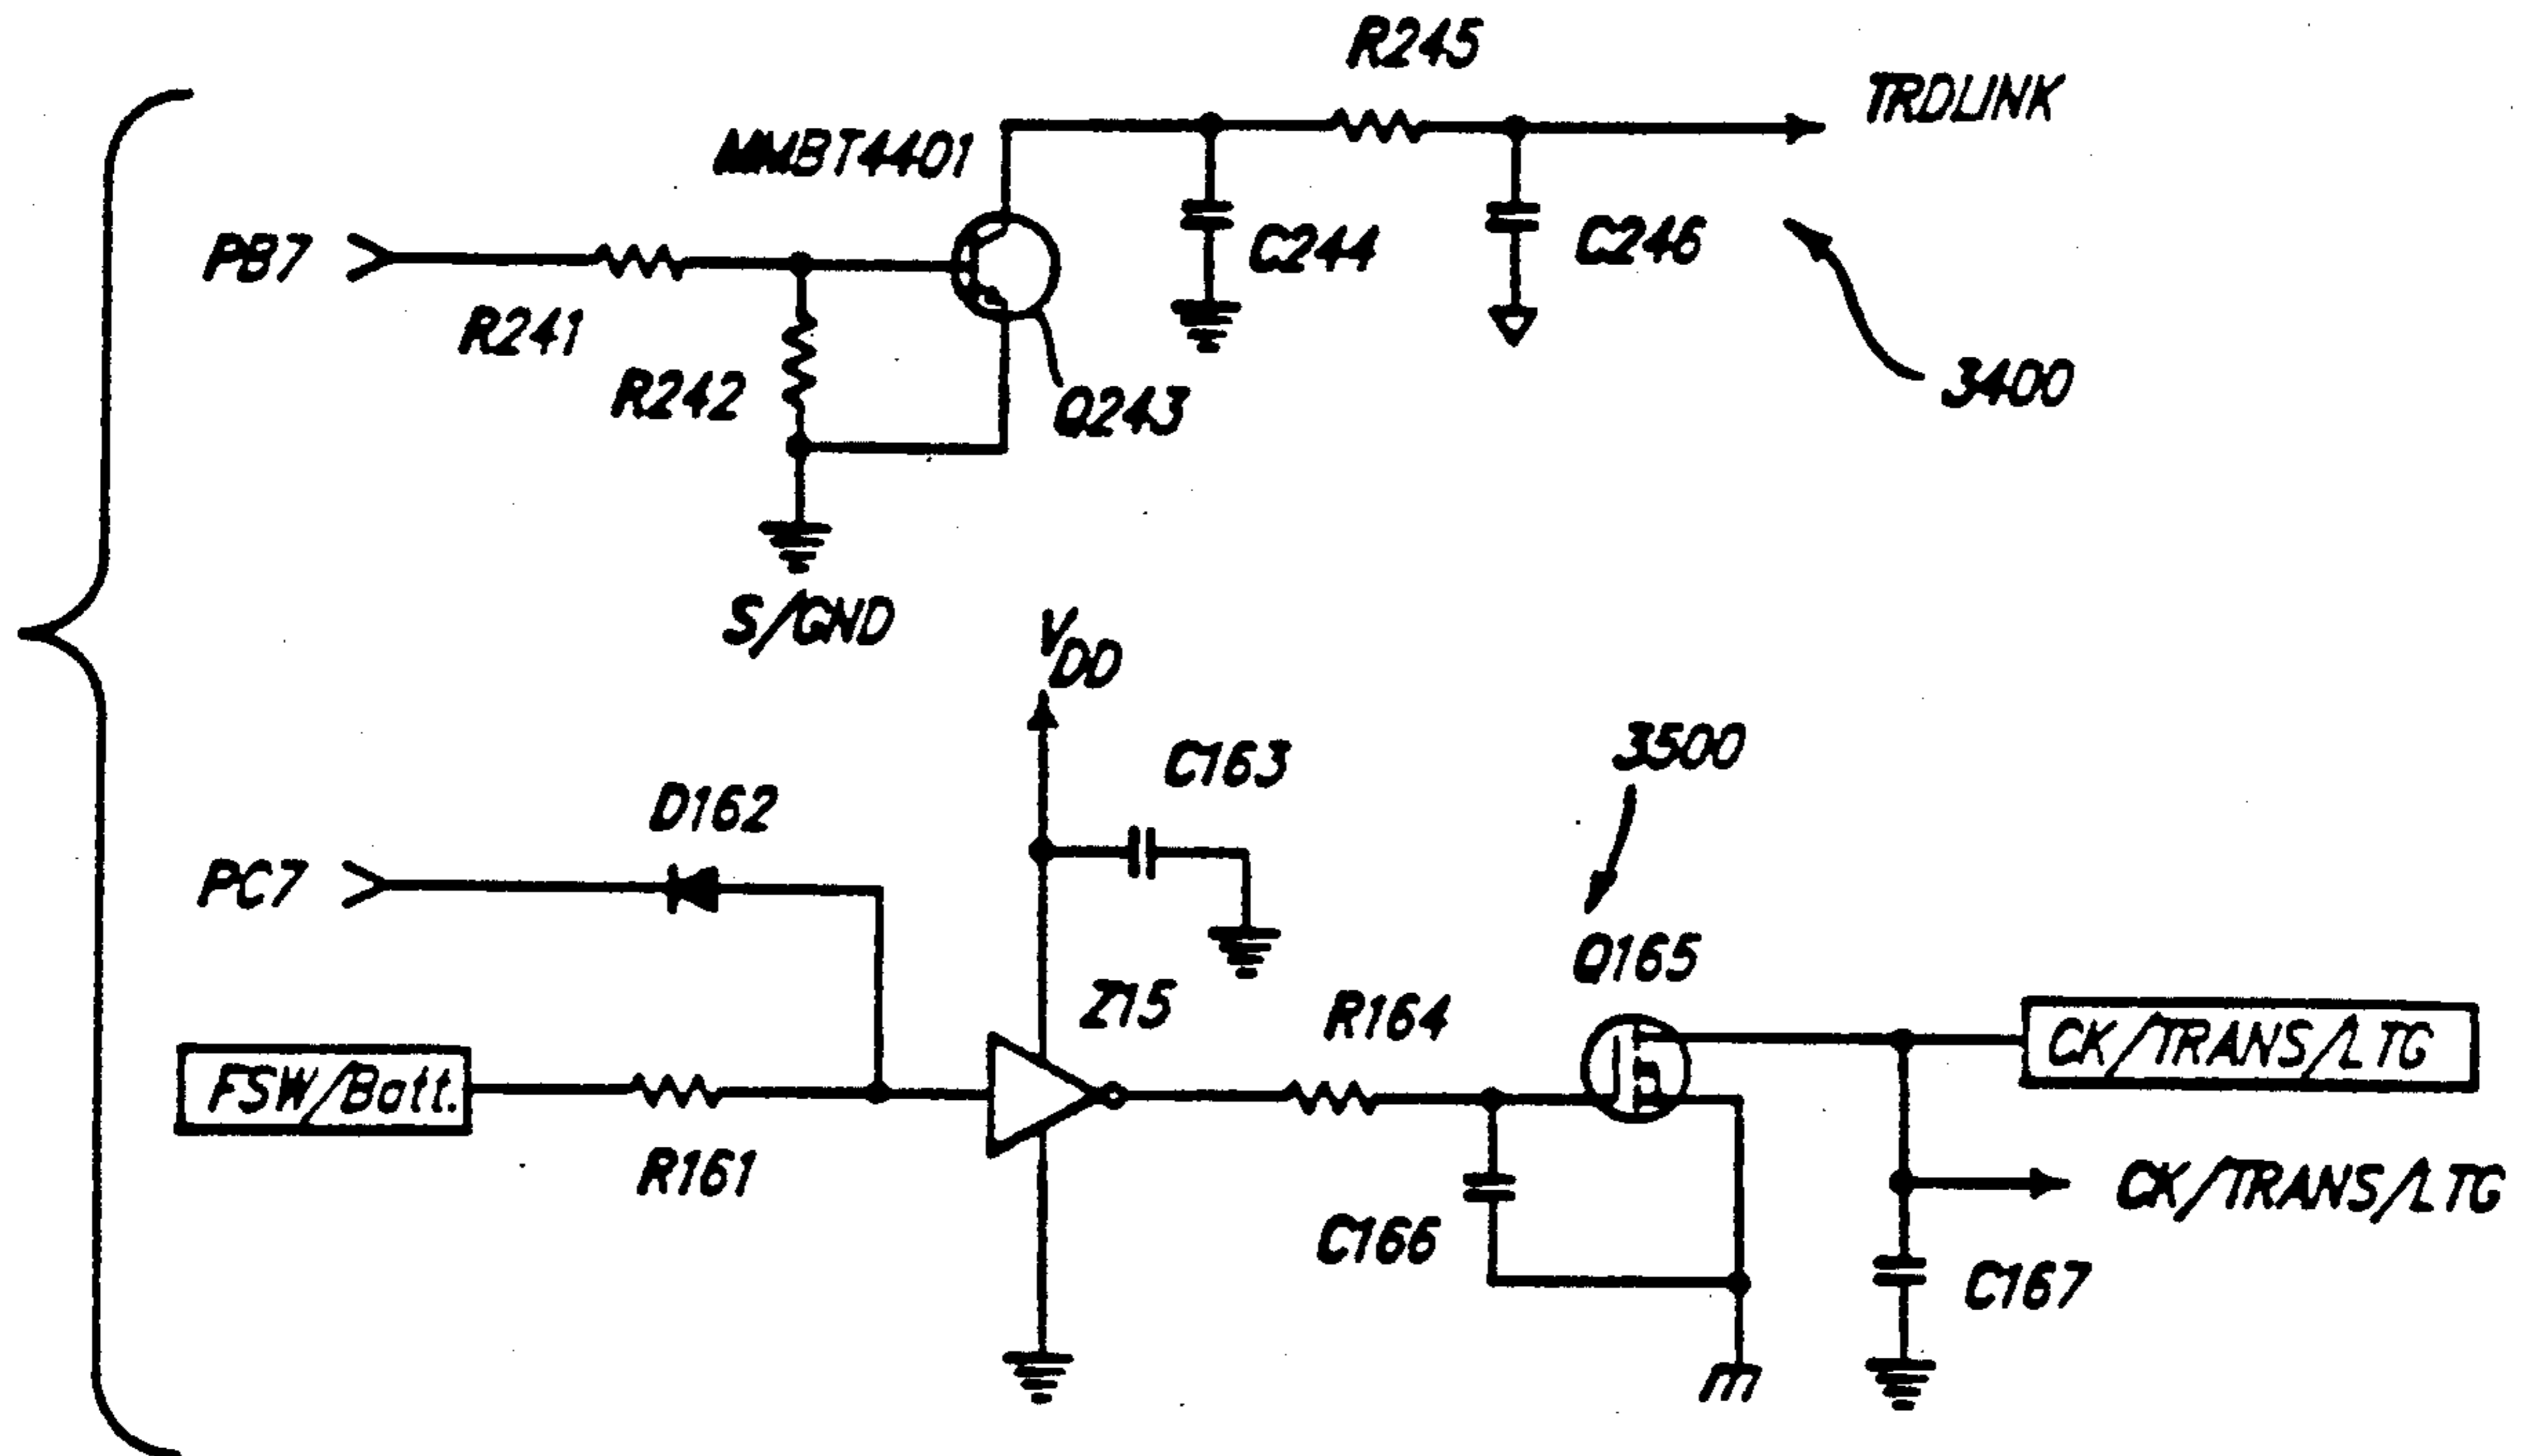 R245
TRDLINK
MMBT4401
PB7
C244
C246
R241
R242
Q243
3400
S/GND
VDD
C163
3500
D162
PC7
Q165
Z15
R164
CK/TRANS/LTG
FSW/Batt.
R161
C166
CK/TRANS/LTG
C167